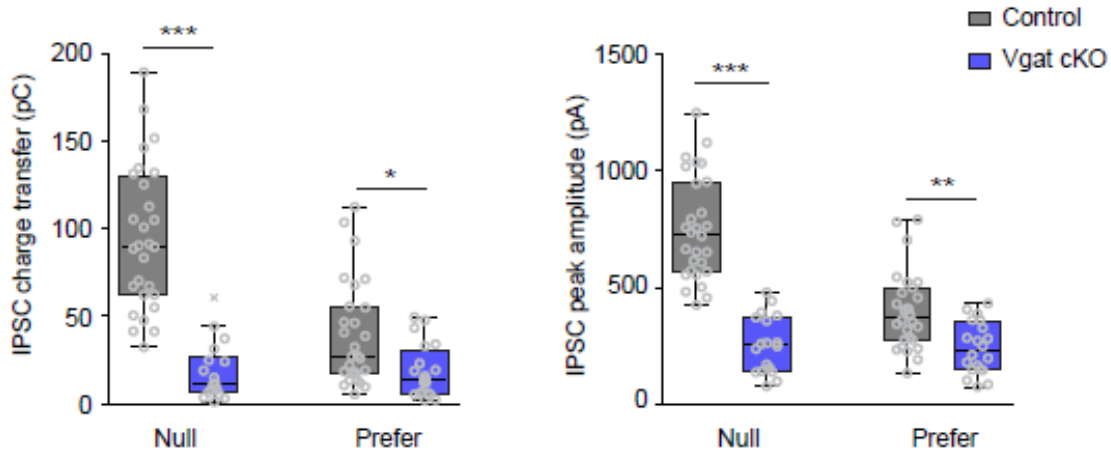 Control
Vgat cKO
IPSC charge transfer (pC)
200
150
100
50
0
***
*
Null
Prefer
IPSC peak amplitude (pA)
1500
1000
500
0
***
**
Null
Prefer